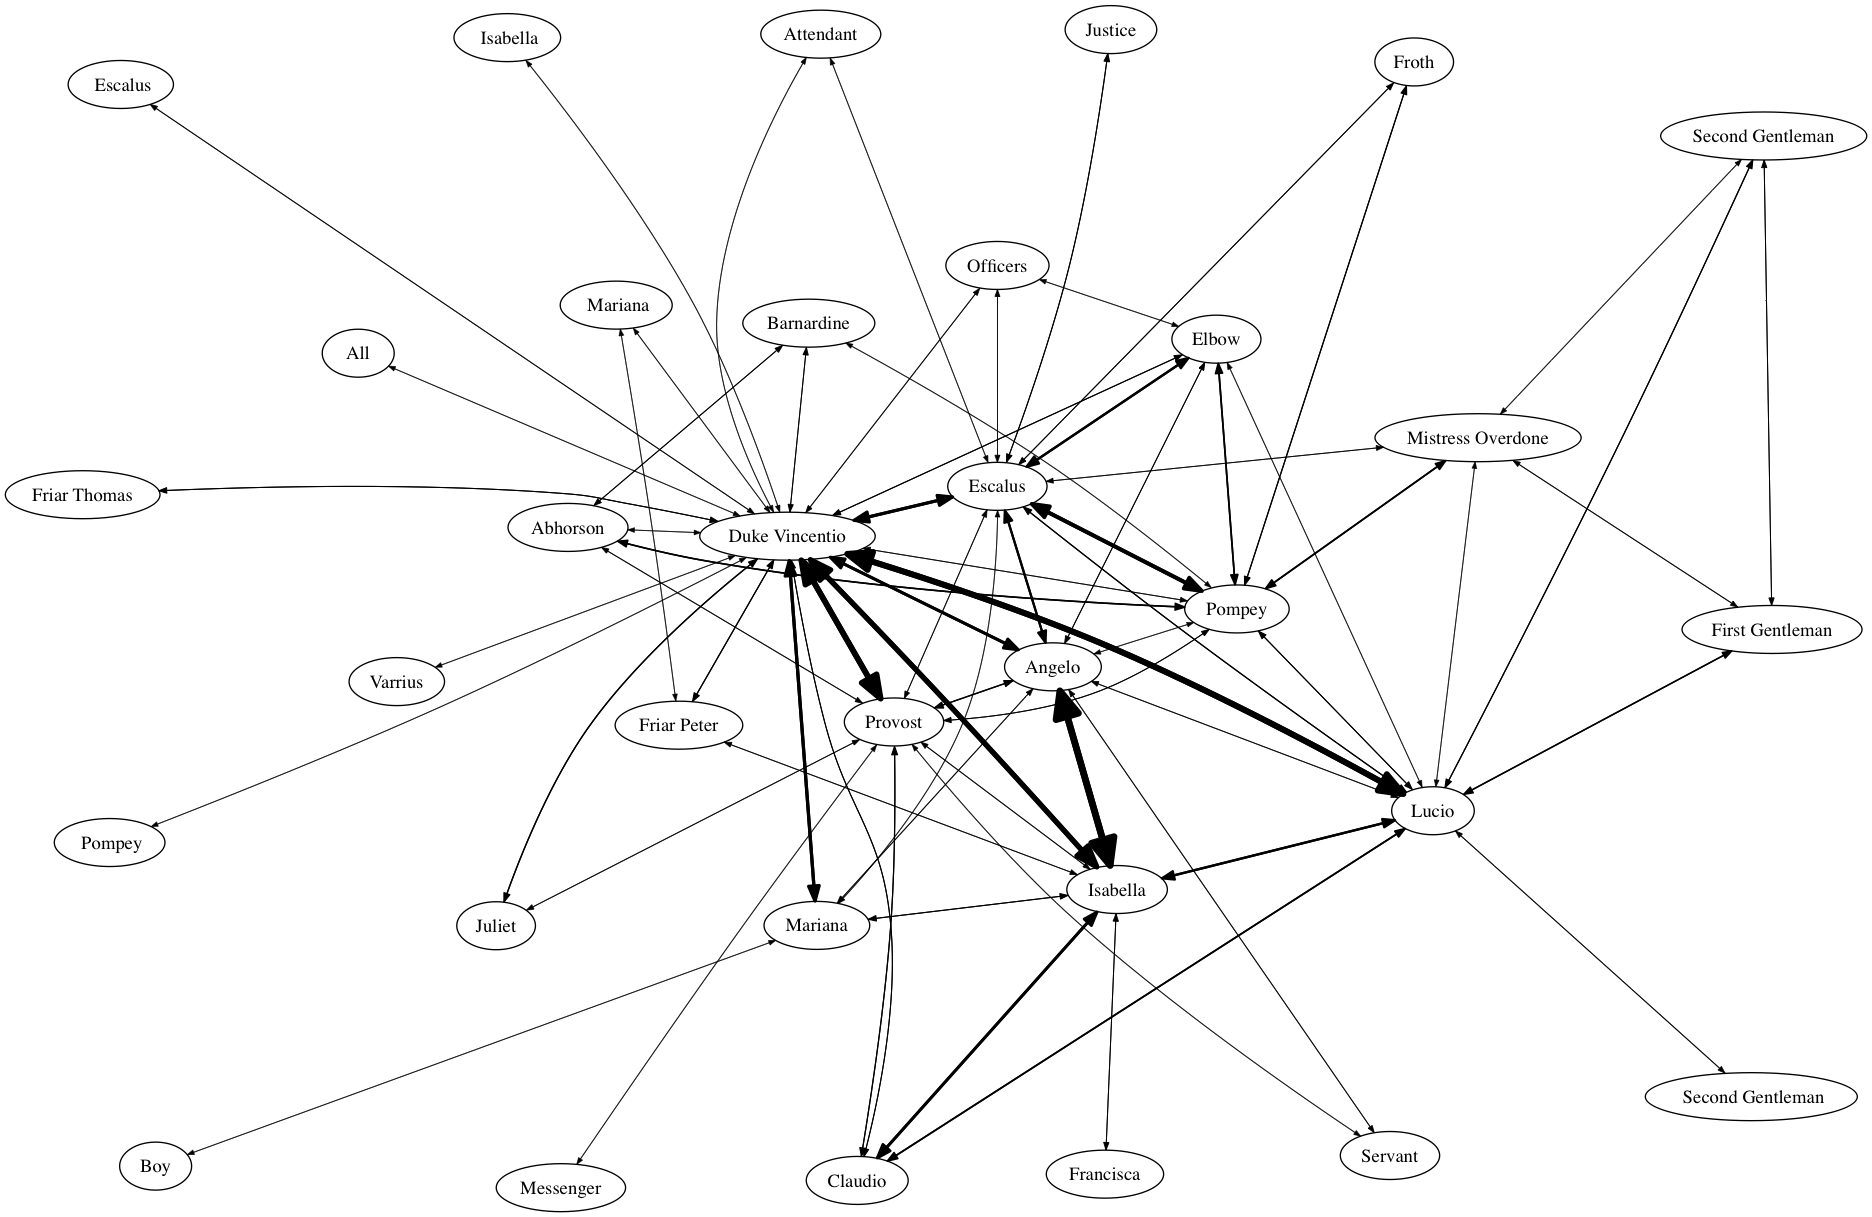 Justice
Attendant
Isabella
Froth
Escalus
Second Gentleman
Officers
Mariana
Barnardine
Elbow
All
Mistress Overdone
Escalus
Friar Thomas
Abhorson
Duke Vincentio
Pompey
First Gentleman
Angelo
Varrius
Provost
Friar Peter
Lucio
Pompey
Isabella
Juliet
Mariana
Second Gentleman
Servant
Boy
Francisca
Claudio
Messenger